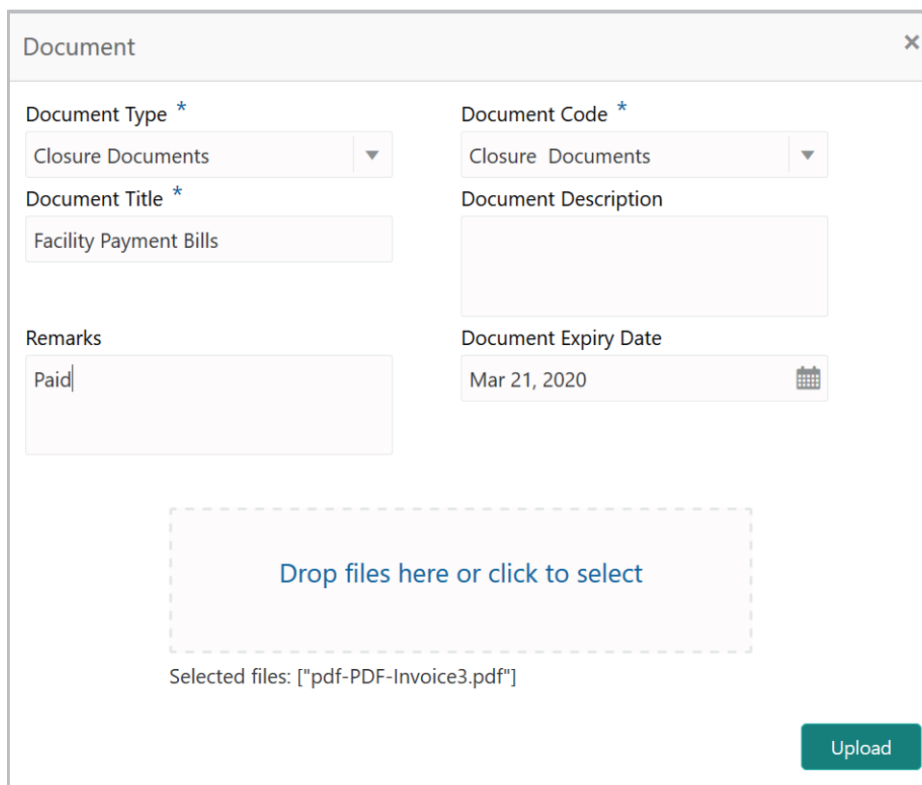 Document
Document Type *
Document Code *
Closure Documents
Closure  Documents
Document Title *
Document Description
Facility Payment Bills
Remarks
Document Expiry Date
Paid
Mar 21, 2020
Drop files here or click to select
Selected files: ["pdf-PDF-Invoice3.pdf"]
Upload